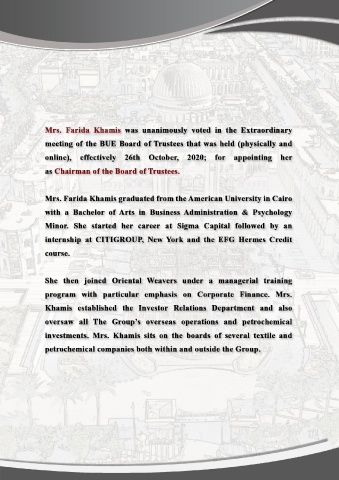 Mrs. Farida Khamis was unanimously voted in the Extraordinary
meeting of the BUE Board of Trustees that was held (physically and
online), effectively 26th October, 2020; for appointing her
as Chairman of the Board of Trustees.
Mrs. Farida Khamis graduated from the American University in Cairo
with a Bachelor of Arts in Business Administration & Psychology
Minor. She started her career at Sigma Capital followed by an
internship at CITIGROUP, New York and the EFG Hermes Credit
course.
She then joined Oriental Weavers under a managerial training
program with particular emphasis on Corporate Finance. Mrs.
Khamis established the Investor Relations Department and also
oversaw all The Group's overseas operations and petrochemical
investments. Mrs. Khamis sits on the boards of several textile and
petrochemical companies both within and outside the Group.